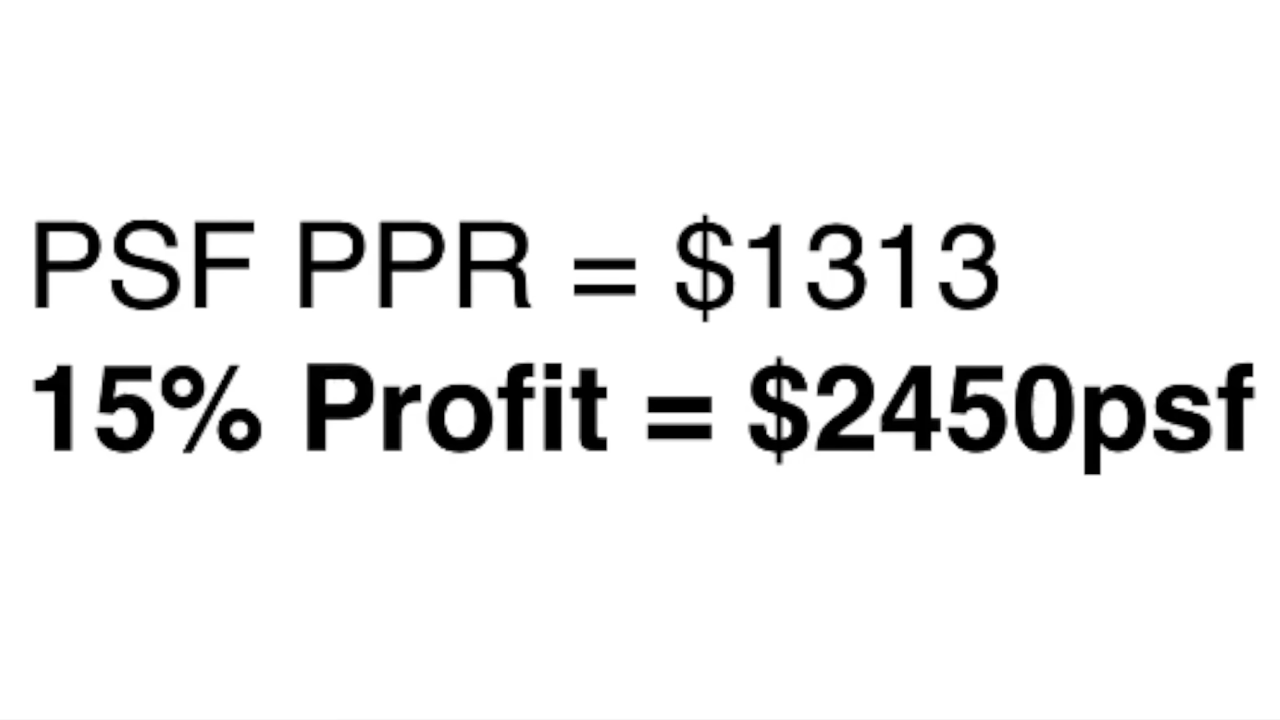 PSF PPR = $1313
15% Profit = $2450psf